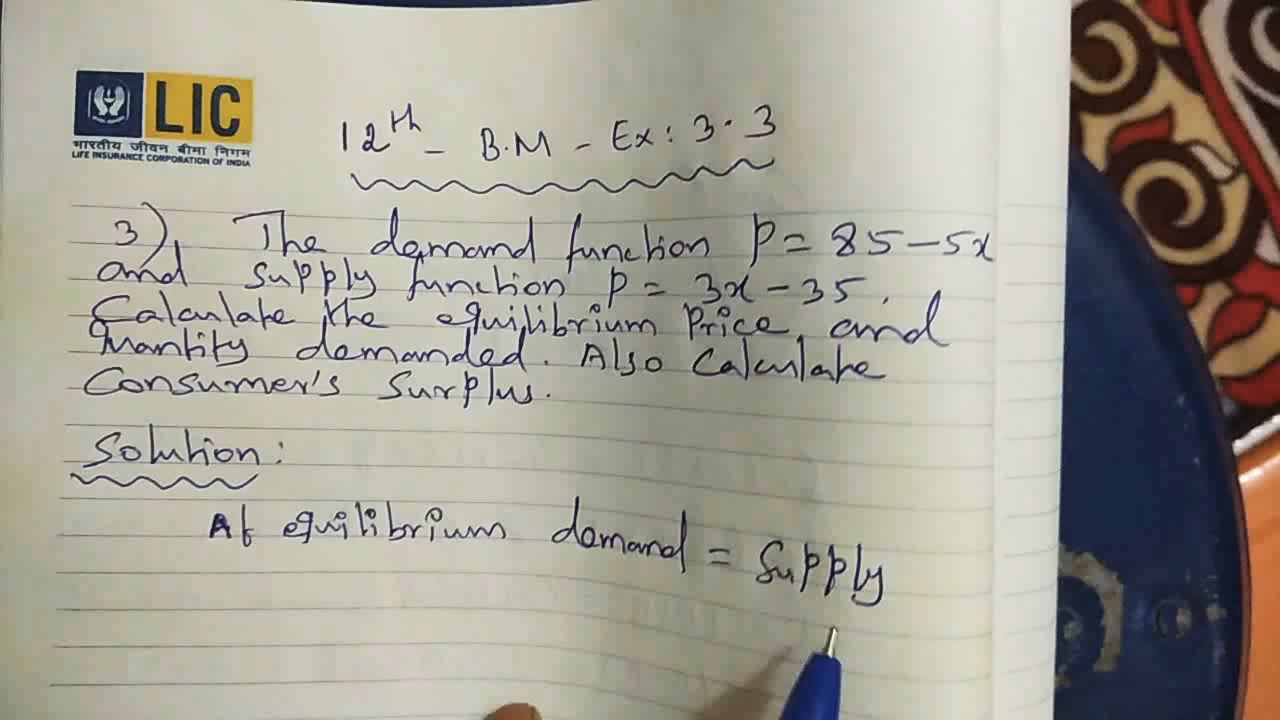 LIC
भारतीय जीवन बीमा निगम
LIFE INSURANCE CORPORATION OF INDIA
12th - B.M - Ex: 3.3
3), The demand function P = 85 - 5x
and supply function P = 3x - 35.
Calculate the equilibrium Price and
Quantity demanded. Also Calculate
Consumer's Surplus.
Solution:
At equilibrium demand = Supply